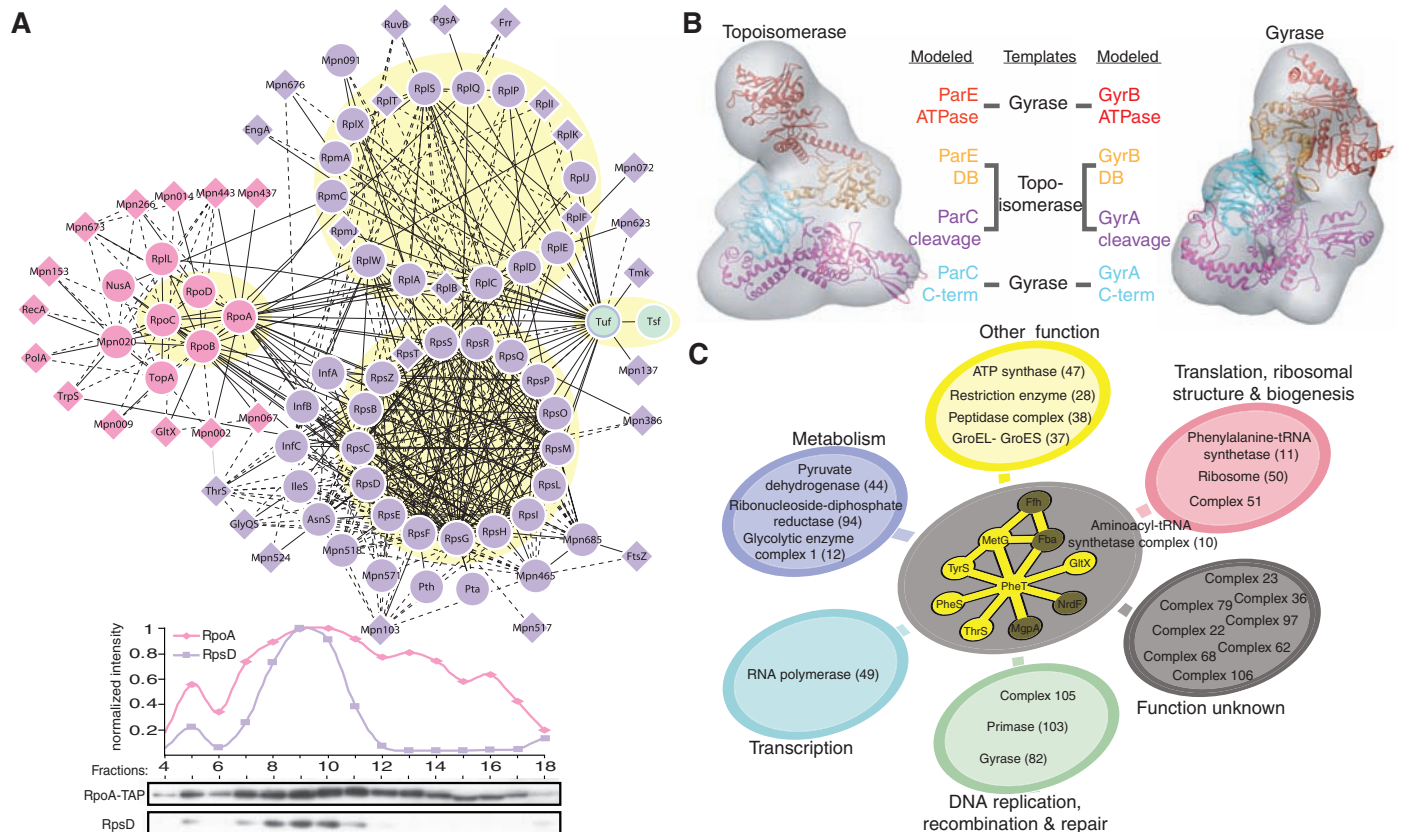 A
RuvB
PgsA
Frr
Mpn091
Mpn676
RplT
RplS
RplQ
RplP
RplI
EngA
RplX
RplK
RpmA
RplJ
Mpn072
RpmC
RplF
Mpn437
Mpn443
Mpn014
Mpn266
Mpn673
RpmJ
Mpn623
RplE
RplL
RplW
RplD
Mpn153
RplA
RplB
RplC
Tmk
NusA
RpoD
RecA
RpoC
RpoA
Tuf
Tsf
Mpn020
RpoB
RpsS
RpsR
PolA
RpsT
RpsQ
TopA
InfA
RpsZ
RpsP
Mpn137
TrpS
InfB
RpsB
RpsO
Mpn009
GltX
Mpn002
Mpn067
Mpn386
InfC
RpsC
RpsM
ThrS
IleS
RpsD
RpsL
GlyQS
AsnS
RpsE
RpsF
RpsG
RpsH
RpsI
Mpn685
Mpn524
Mpn518
FtsZ
Mpn571
Pth
Pta
Mpn465
Mpn103
Mpn517
normalized intensity
1
0.8
0.6
0.4
0.2
RpoA
RpsD
Fractions:
4 6 8 10 12 14 16 18
RpoA-TAP
RpsD
B
Topoisomerase
Gyrase
Modeled Templates Modeled
ParE
ATPase
Gyrase
GyrB
ATPase
ParE
DB
GyrB
DB
Topo-
isomerase
ParC
cleavage
GyrA
cleavage
ParC
C-term
Gyrase
GyrA
C-term
C
Other function
ATP synthase (47)
Restriction enzyme (28)
Peptidase complex (38)
GroEL- GroES (37)
Translation, ribosomal
structure & biogenesis
Phenylalanine-tRNA
synthetase (11)
Ribosome (50)
Complex 51
Metabolism
Pyruvate
dehydrogenase (44)
Ribonucleoside-diphosphate
reductase (94)
Glycolytic enzyme
complex 1 (12)
Ffh
MetG
Fba
TyrS
GltX
PheT
PheS
NrdF
ThrS
MgpA
Aminoacyl-tRNA
synthetase complex (10)
Complex 23
Complex 79
Complex 36
Complex 22
Complex 97
Complex 68
Complex 62
Complex 106
Function unknown
RNA polymerase (49)
Transcription
Complex 105
Primase (103)
Gyrase (82)
DNA replication,
recombination & repair